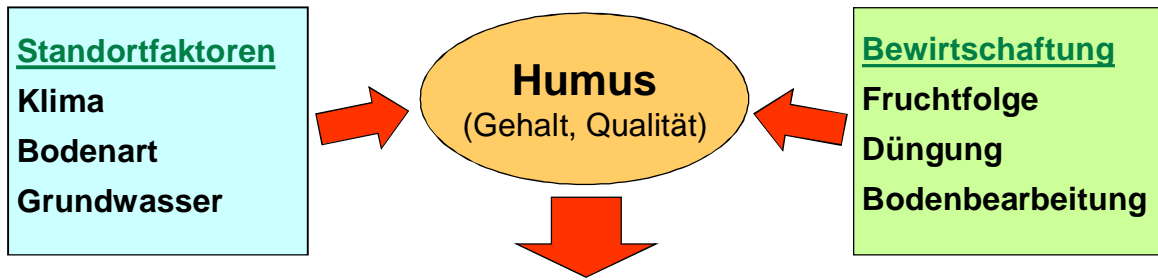 Standortfaktoren
Klima
Bodenart
Grundwasser
Humus
(Gehalt, Qualität)
Bewirtschaftung
Fruchtfolge
Düngung
Bodenbearbeitung